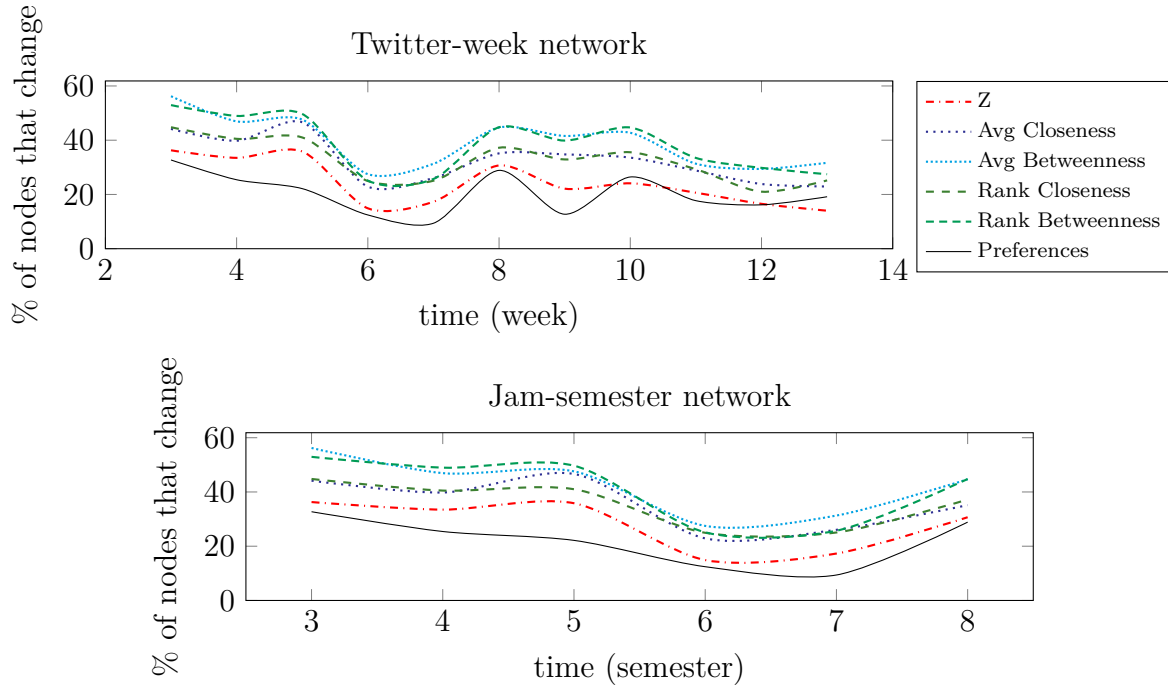 Twitter-week network
% of nodes that change
60
40
20
0
2 4 6 8 10 12 14
time (week)
Z
Avg Closeness
Avg Betweenness
Rank Closeness
Rank Betweenness
Preferences
Jam-semester network
% of nodes that change
60
40
20
0
3 4 5 6 7 8
time (semester)